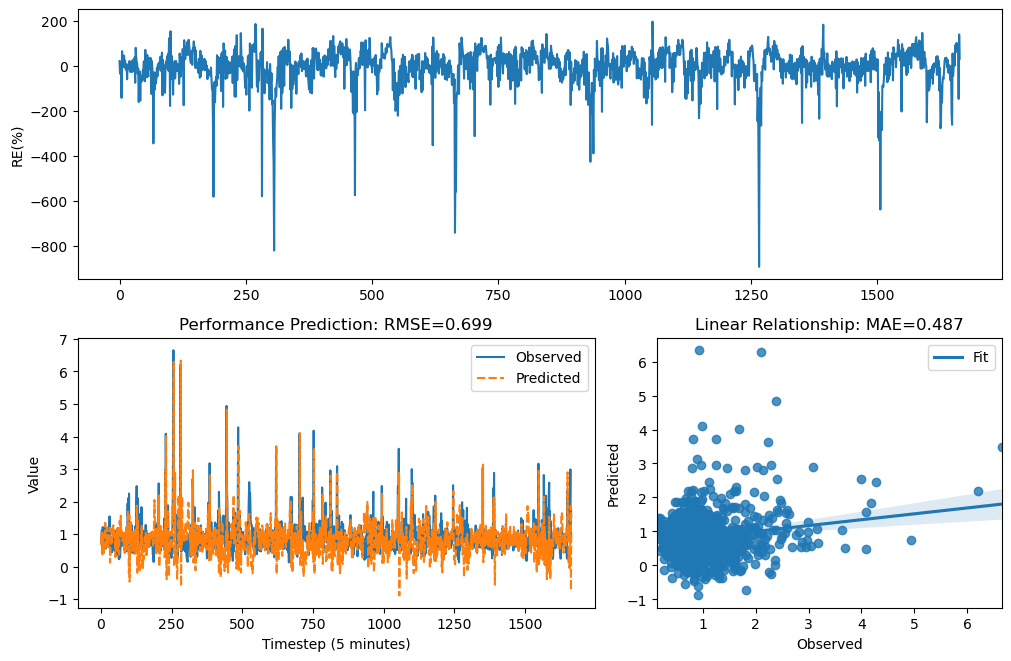 200
0
−200
−400
−600
−800
RE(%)
0 250 500 750 1000 1250 1500
Performance Prediction: RMSE=0.699
Observed
Predicted
7
6
5
4
3
2
1
0
−1
Value
0 250 500 750 1000 1250 1500
Timestep (5 minutes)
Linear Relationship: MAE=0.487
Fit
6
5
4
3
2
1
0
−1
Predicted
1 2 3 4 5 6
Observed